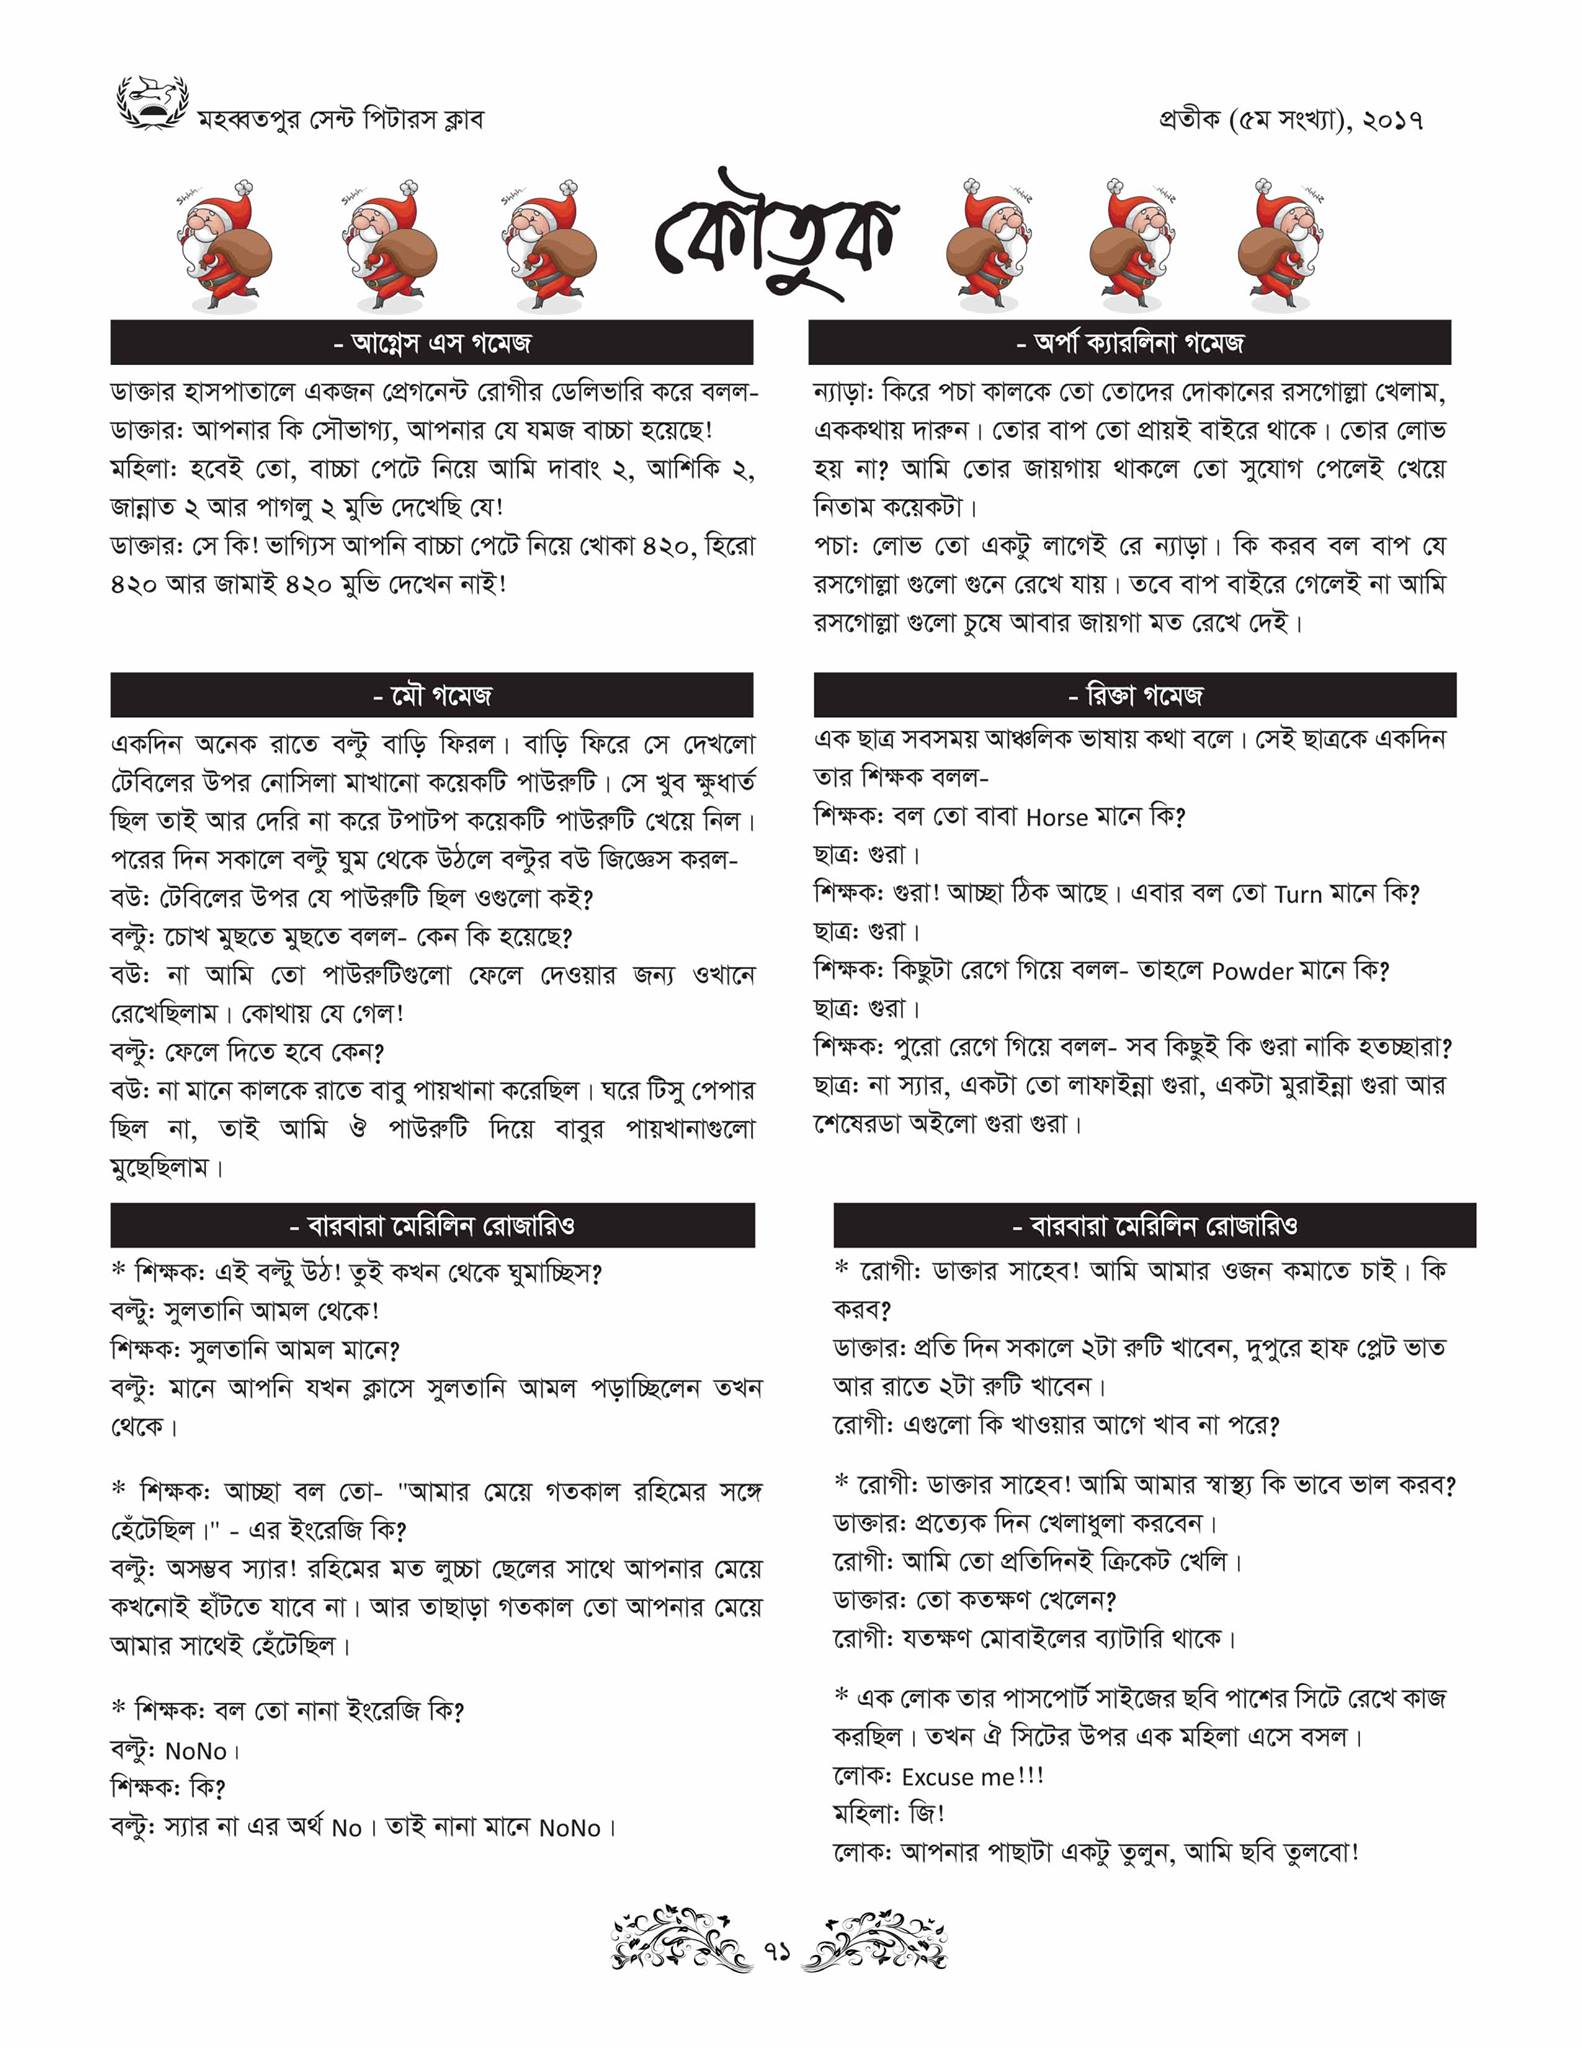 মহব্বতপুর সেন্ট পিটারস ক্লাব
প্রতীক (৫ম সংখ্যা), ২০১৭
কৌতুক
- আগ্নেস এস গমেজ
ডাক্তার হাসপাতালে একজন প্রেগনেন্ট রোগীর ডেলিভারি করে বলল-
ডাক্তার: আপনার কি সৌভাগ্য, আপনার যে যমজ বাচ্চা হয়েছে!
মহিলা: হবেই তো, বাচ্চা পেটে নিয়ে আমি দাবাং ২, আশিকি ২,
জান্নাত ২ আর পাগলু ২ মুভি দেখেছি যে!
ডাক্তার: সে কি! ভাগ্যিস আপনি বাচ্চা পেটে নিয়ে খোকা ৪২০, হিরো
৪২০ আর জামাই ৪২০ মুভি দেখেন নাই!
- অর্পা ক্যারলিনা গমেজ
ন্যাড়া: কিরে পচা কালকে তো তোদের দোকানের রসগোল্লা খেলাম,
এককথায় দারুন। তোর বাপ তো প্রায়ই বাইরে থাকে। তোর লোভ
হয় না? আমি তোর জায়গায় থাকলে তো সুযোগ পেলেই খেয়ে
নিতাম কয়েকটা।
পচা: লোভ তো একটু লাগেই রে ন্যাড়া। কি করব বল বাপ যে
রসগোল্লা গুলো গুনে রেখে যায়। তবে বাপ বাইরে গেলেই না আমি
রসগোল্লা গুলো চুষে আবার জায়গা মত রেখে দেই।
- মৌ গমেজ
একদিন অনেক রাতে বল্টু বাড়ি ফিরল। বাড়ি ফিরে সে দেখলো
টেবিলের উপর নোসিলা মাখানো কয়েকটি পাউরুটি। সে খুব ক্ষুধার্ত
ছিল তাই আর দেরি না করে টপাটপ কয়েকটি পাউরুটি খেয়ে নিল।
পরের দিন সকালে বল্টু ঘুম থেকে উঠলে বল্টুর বউ জিজ্ঞেস করল-
বউ: টেবিলের উপর যে পাউরুটি ছিল ওগুলো কই?
বল্টু: চোখ মুছতে মুছতে বলল- কেন কি হয়েছে?
বউ: না আমি তো পাউরুটিগুলো ফেলে দেওয়ার জন্য ওখানে
রেখেছিলাম। কোথায় যে গেল!
বল্টু: ফেলে দিতে হবে কেন?
বউ: না মানে কালকে রাতে বাবু পায়খানা করেছিল। ঘরে টিসু পেপার
ছিল না, তাই আমি ঔ পাউরুটি দিয়ে বাবুর পায়খানাগুলো
মুছেছিলাম।
- রিক্তা গমেজ
এক ছাত্র সবসময় আঞ্চলিক ভাষায় কথা বলে। সেই ছাত্রকে একদিন
তার শিক্ষক বলল-
শিক্ষক: বল তো বাবা Horse মানে কি?
ছাত্র: গুরা।
শিক্ষক: গুরা! আচ্ছা ঠিক আছে। এবার বল তো Turn মানে কি?
ছাত্র: গুরা।
শিক্ষক: কিছুটা রেগে গিয়ে বলল- তাহলে Powder মানে কি?
ছাত্র: গুরা।
শিক্ষক: পুরো রেগে গিয়ে বলল- সব কিছুই কি গুরা নাকি হতচ্ছারা?
ছাত্র: না স্যার, একটা তো লাফাইন্না গুরা, একটা মুরাইন্না গুরা আর
শেষেরডা অইলো গুরা গুরা।
- বারবারা মেরিলিন রোজারিও
* শিক্ষক: এই বল্টু উঠ! তুই কখন থেকে ঘুমাচ্ছিস?
বল্টু: সুলতানি আমল থেকে!
শিক্ষক: সুলতানি আমল মানে?
বল্টু: মানে আপনি যখন ক্লাসে সুলতানি আমল পড়াচ্ছিলেন তখন
থেকে।
* শিক্ষক: আচ্ছা বল তো- "আমার মেয়ে গতকাল রহিমের সঙ্গে
হেঁটেছিল।" - এর ইংরেজি কি?
বল্টু: অসম্ভব স্যার! রহিমের মত লুচ্চা ছেলের সাথে আপনার মেয়ে
কখনোই হাঁটতে যাবে না। আর তাছাড়া গতকাল তো আপনার মেয়ে
আমার সাথেই হেঁটেছিল।
* শিক্ষক: বল তো নানা ইংরেজি কি?
বল্টু: NoNo।
শিক্ষক: কি?
বল্টু: স্যার না এর অর্থ No। তাই নানা মানে NoNo।
- বারবারা মেরিলিন রোজারিও
* রোগী: ডাক্তার সাহেব! আমি আমার ওজন কমাতে চাই। কি
করব?
ডাক্তার: প্রতি দিন সকালে ২টা রুটি খাবেন, দুপুরে হাফ প্লেট ভাত
আর রাতে ২টা রুটি খাবেন।
রোগী: এগুলো কি খাওয়ার আগে খাব না পরে?
* রোগী: ডাক্তার সাহেব! আমি আমার স্বাস্থ্য কি ভাবে ভাল করব?
ডাক্তার: প্রত্যেক দিন খেলাধুলা করবেন।
রোগী: আমি তো প্রতিদিনই ক্রিকেট খেলি।
ডাক্তার: তো কতক্ষণ খেলেন?
রোগী: যতক্ষণ মোবাইলের ব্যাটারি থাকে।
* এক লোক তার পাসপোর্ট সাইজের ছবি পাশের সিটে রেখে কাজ
করছিল। তখন ঐ সিটের উপর এক মহিলা এসে বসল।
লোক: Excuse me!!!
মহিলা: জি!
লোক: আপনার পাছাটা একটু তুলুন, আমি ছবি তুলবো!
৭১